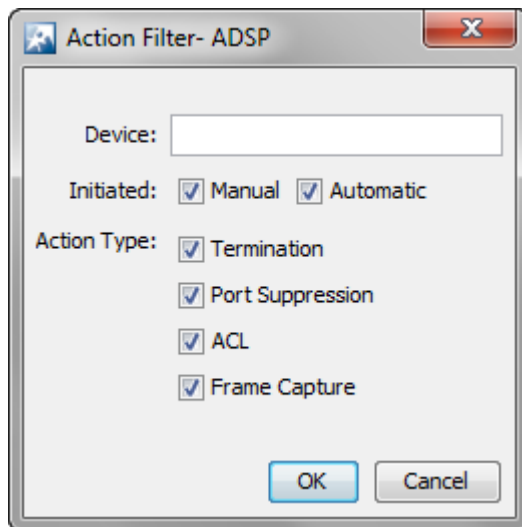 Action Filter- ADSP
Device:
Initiated: Manual Automatic
Action Type: Termination
Port Suppression
ACL
Frame Capture
OK Cancel